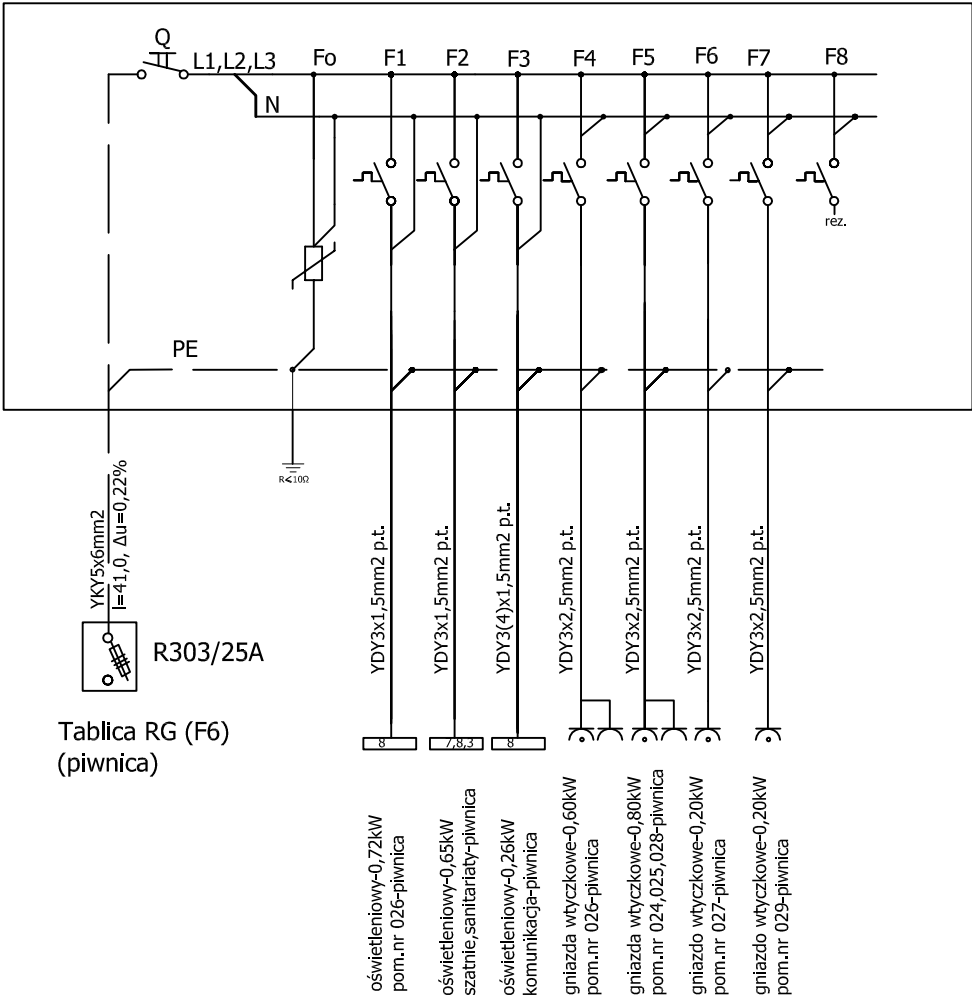 Q
L1,L2,L3
Fo
F1
F2
F3
F4
F5
F6
F7
F8
N
rez.
PE
R≤10Ω
YKY5x6mm2
l=41,0, Δu=0,22%
R303/25A
Tablica RG (F6)
(piwnica)
YDY3x1,5mm2 p.t.
YDY3x1,5mm2 p.t.
YDY3(4)x1,5mm2 p.t.
YDY3x2,5mm2 p.t.
YDY3x2,5mm2 p.t.
YDY3x2,5mm2 p.t.
YDY3x2,5mm2 p.t.
8
7,8,3
8
oświetleniowy-0,72kW
pom.nr 026-piwnica
oświetleniowy-0,65kW
szatnie,sanitariaty-piwnica
oświetleniowy-0,26kW
komunikacja-piwnica
gniazda wtyczkowe-0,60kW
pom.nr 026-piwnica
gniazda wtyczkowe-0,80kW
pom.nr 024,025,028-piwnica
gniazdo wtyczkowe-0,20kW
pom.nr 027-piwnica
gniazdo wtyczkowe-0,20kW
pom.nr 029-piwnica